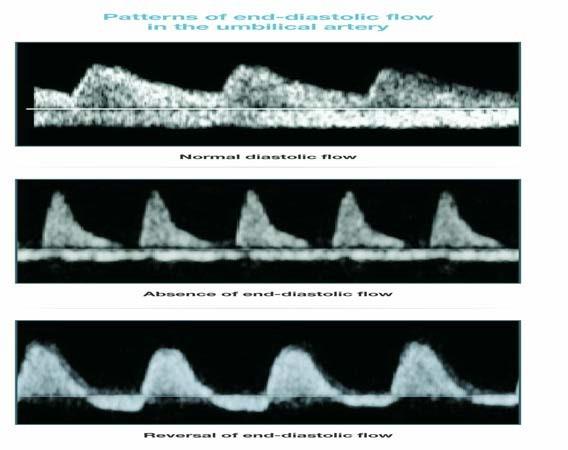 Patterns of end-diastolic flow
in the umbilical artery
Normal diastolic flow
Absence of end-diastolic flow
Reversal of end-diastolic flow